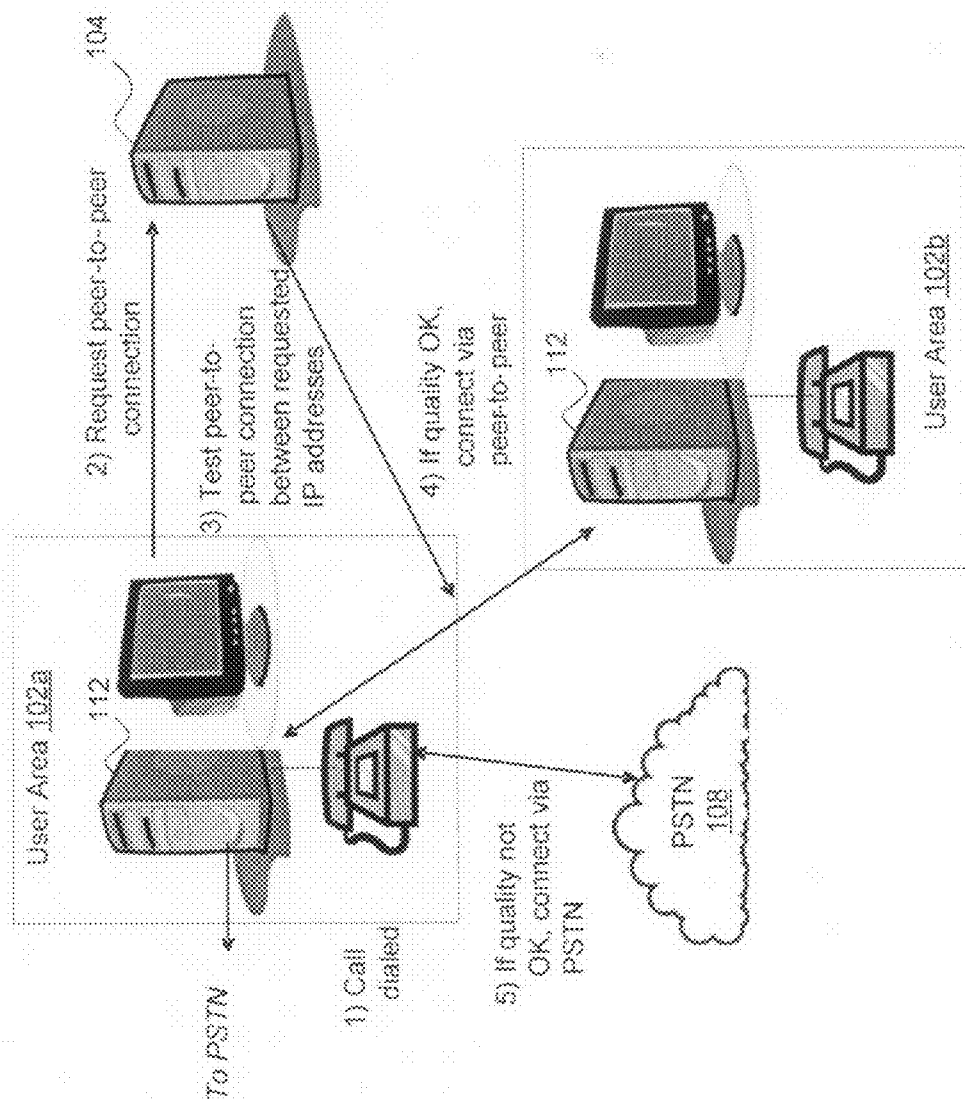 User Area 102a
112
104
2) Request peer-to-peer
connection
3) Test peer-to-
peer connection
between requested
IP addresses
4) If quality OK,
connect via
peer-to-peer
To PSTN
1) Call
dialed
5) If quality not
OK, connect via
PSTN
PSTN
108
112
User Area 102b